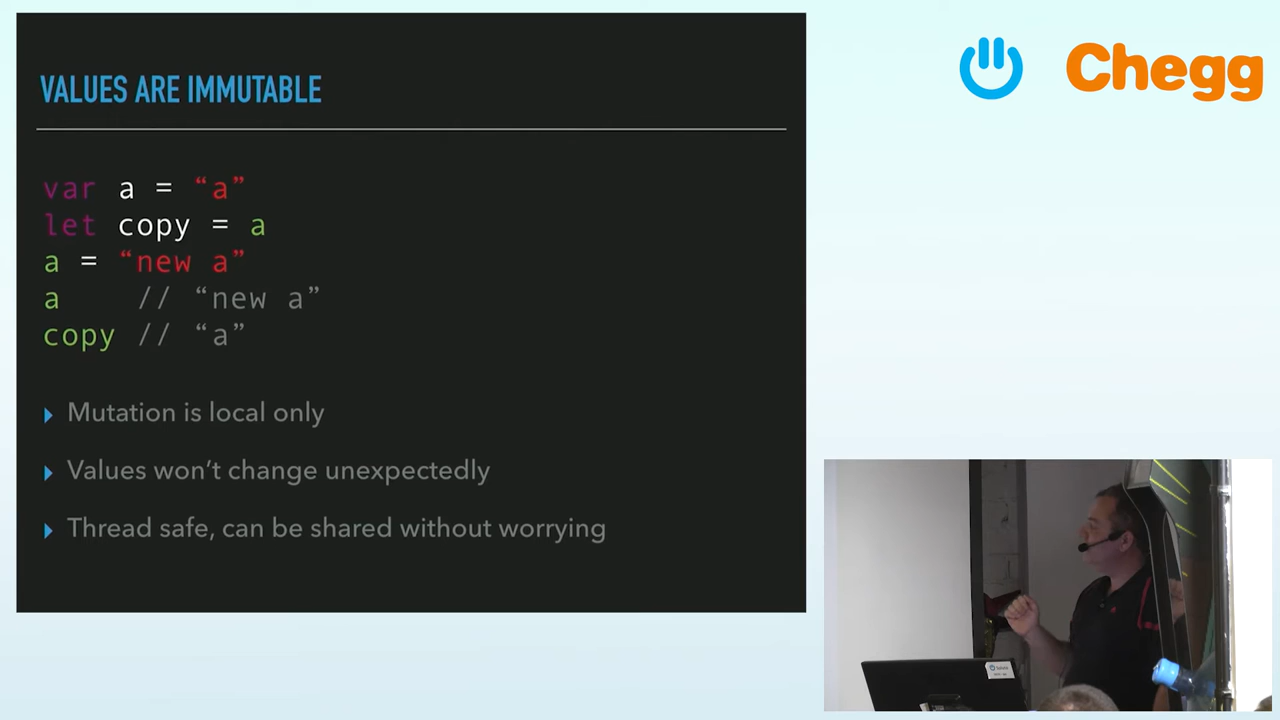 VALUES ARE IMMUTABLE
Chegg
var a = “a”
let copy = a
a = “new a”
a // “new a”
copy // “a”
Mutation is local only
Values won’t change unexpectedly
Thread safe, can be shared without worrying